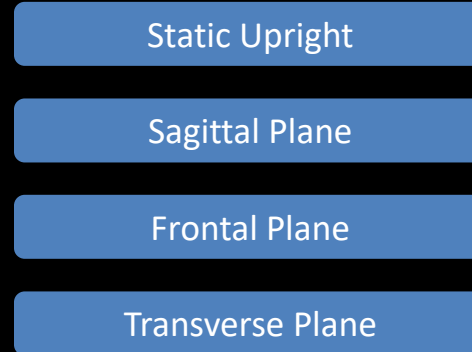 Static Upright
Sagittal Plane
Frontal Plane
Transverse Plane